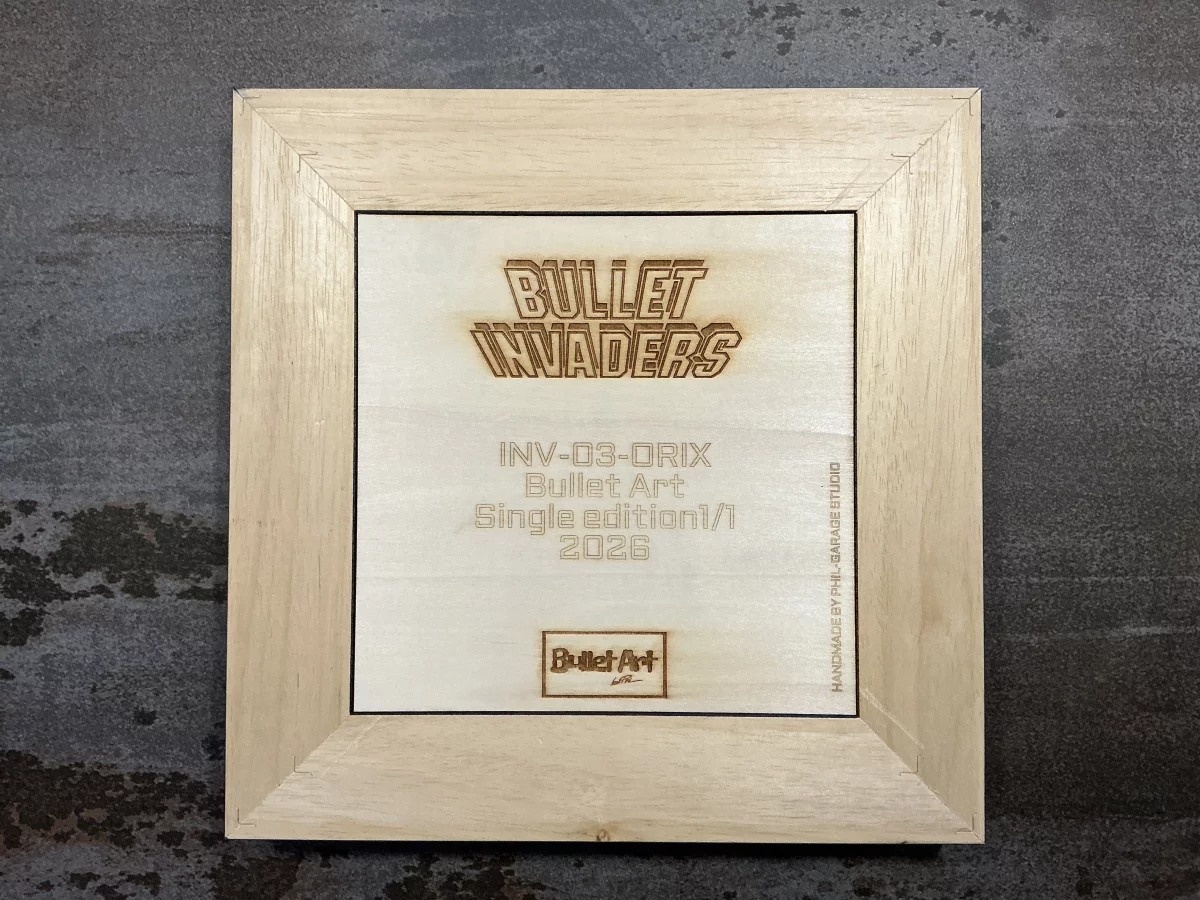 BULLET
INVADERS
INV-03-ORIX
Bullet Art
Single edition1/1
2026
HANDMADE BY PHIL-GARAGE STUDIO
Bullet Art